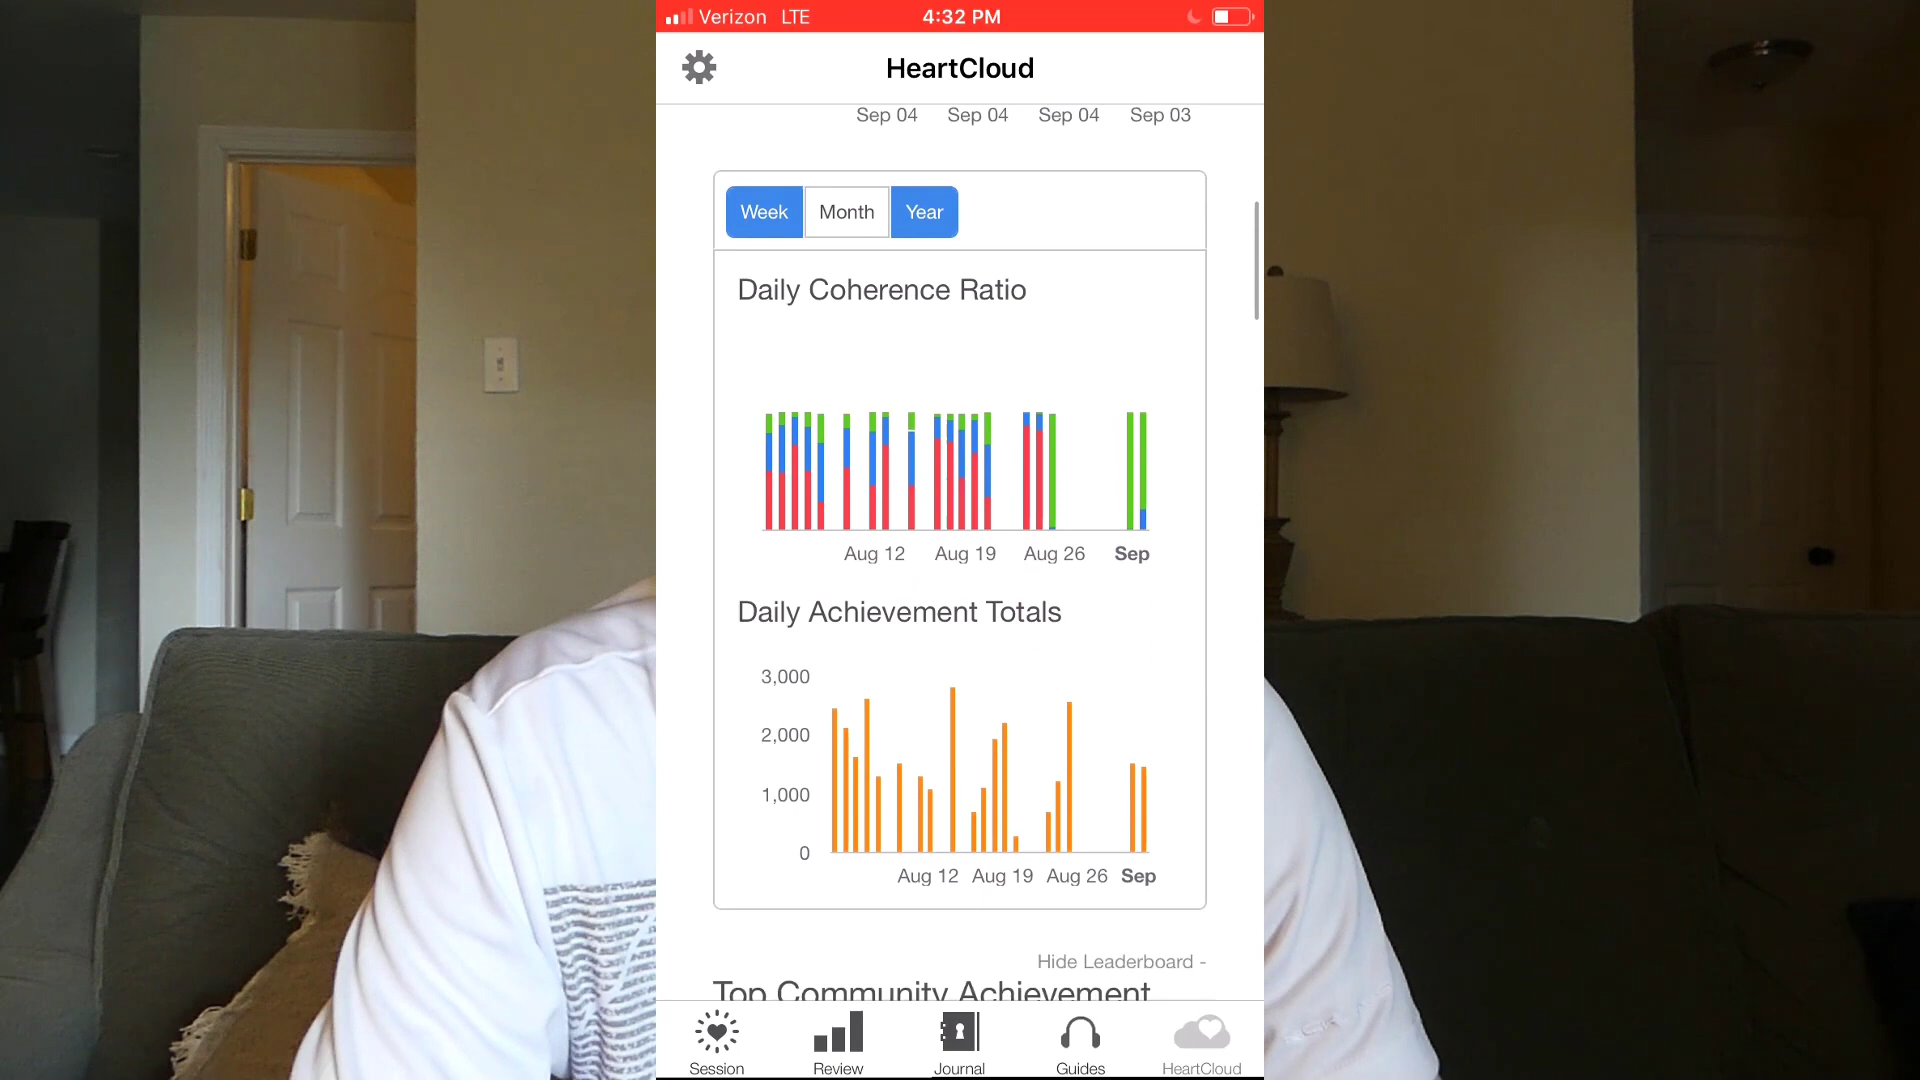 Verizon LTE 4:32 PM
HeartCloud
Sep 04 Sep 04 Sep 04 Sep 03
Week Month Year
Daily Coherence Ratio
Aug 12 Aug 19 Aug 26 Sep
Daily Achievement Totals
3,000
2,000
1,000
0
Aug 12 Aug 19 Aug 26 Sep
Hide Leaderboard -
Top Community Achievement
Session Review Journal Guides HeartCloud